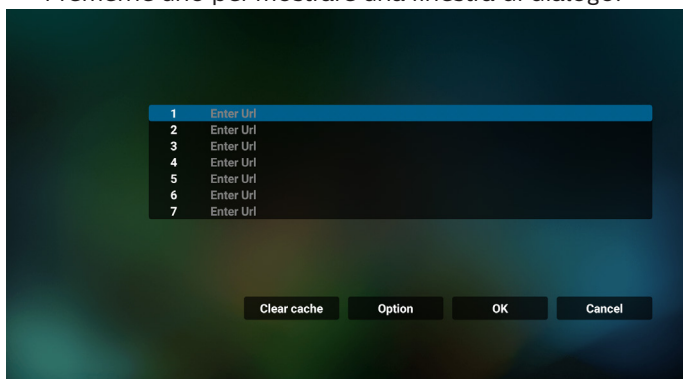 Premerne uno per mostrare una finestra di dialogo.
1 Enter Url
2 Enter Url
3 Enter Url
4 Enter Url
5 Enter Url
6 Enter Url
7 Enter Url
Clear cache Option OK Cancel